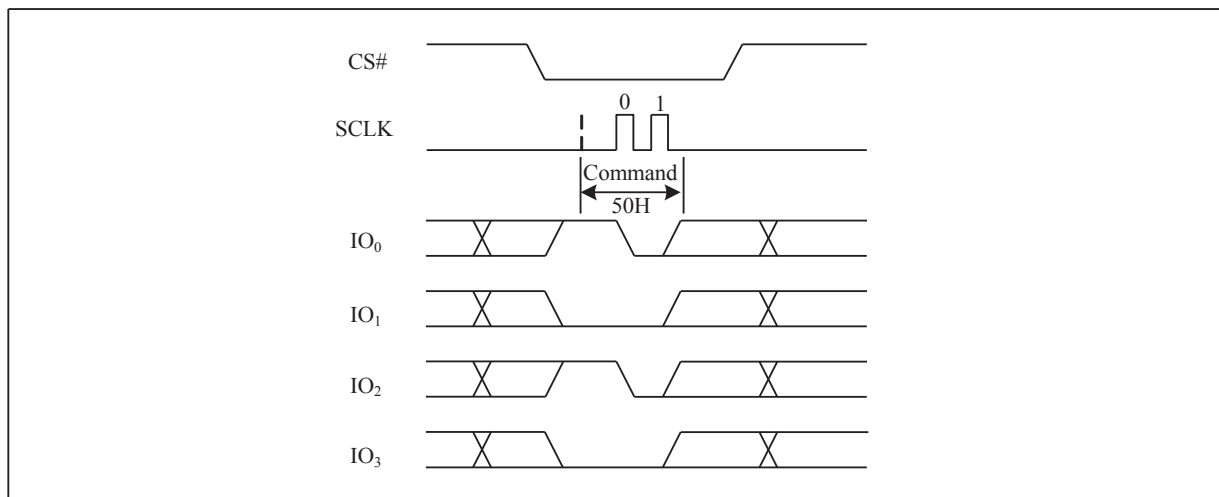 CS#
0 1
SCLK
Command
50H
IO₀
IO₁
IO₂
IO₃